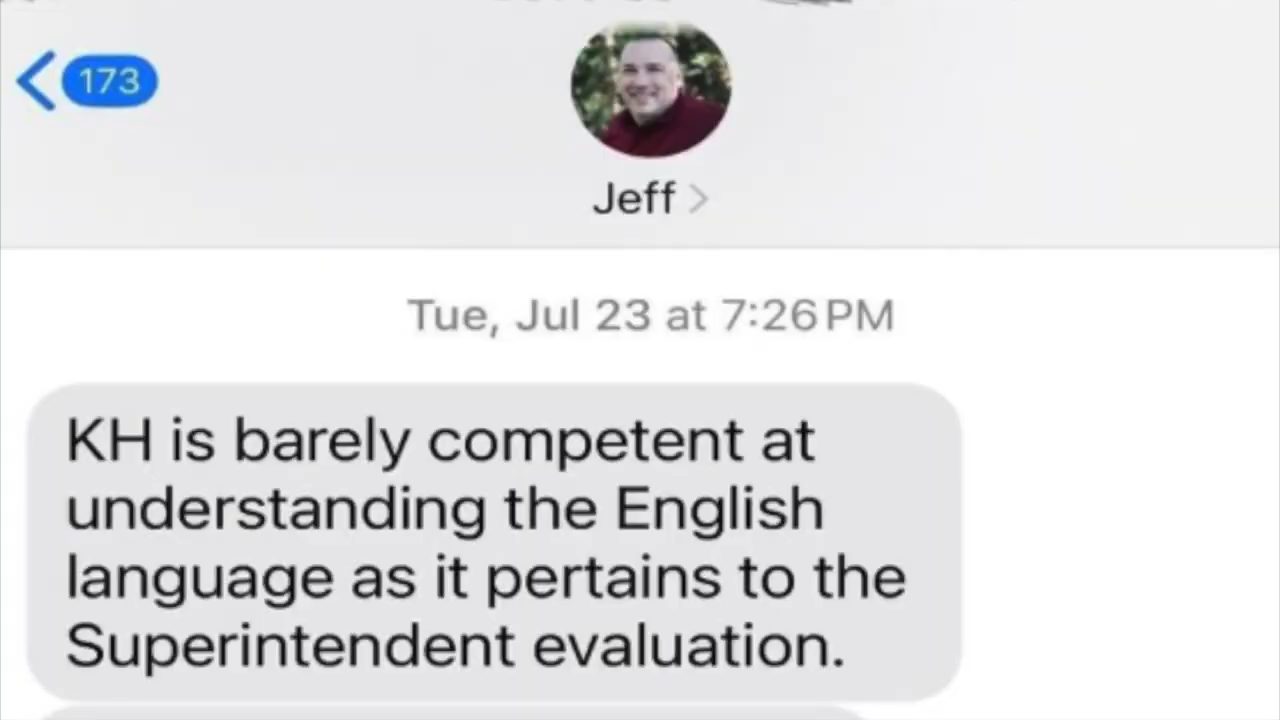 173
Jeff
Tue, Jul 23 at 7:26 PM
KH is barely competent at
understanding the English
language as it pertains to the
Superintendent evaluation.